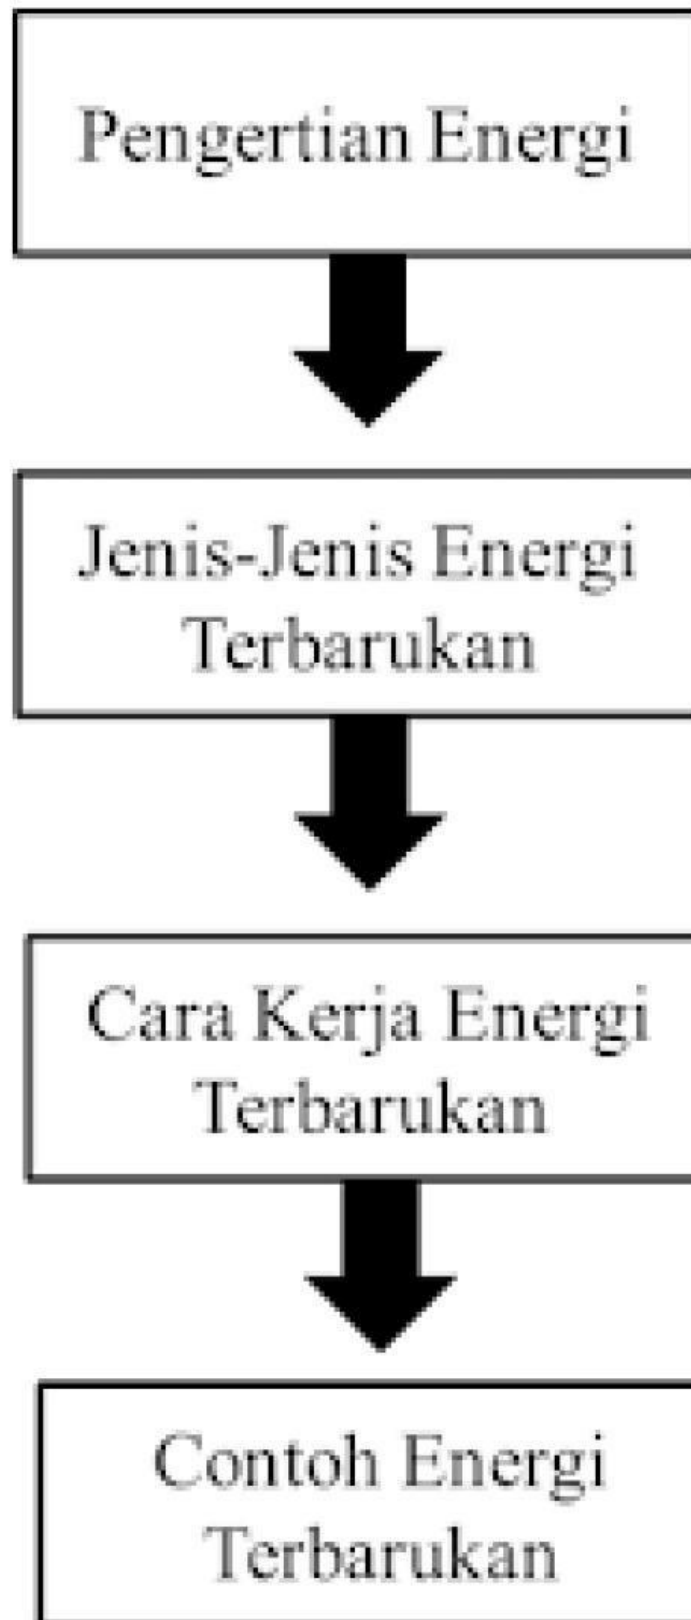 Pengertian Energi
Jenis-Jenis Energi
Terbarukan
Cara Kerja Energi
Terbarukan
Contoh Energi
Terbarukan